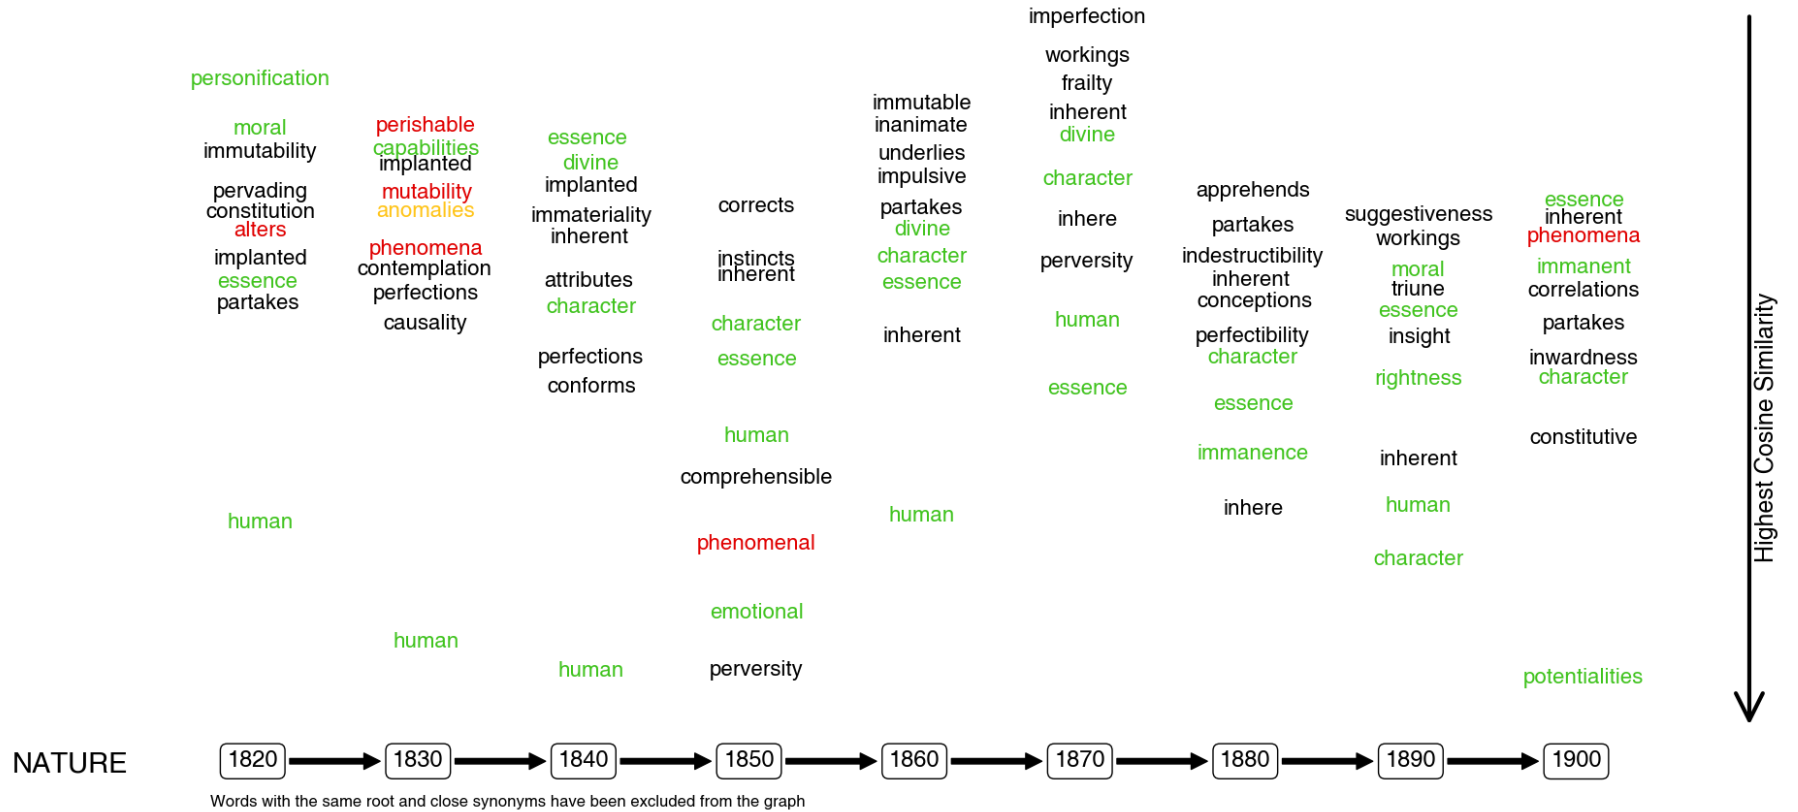 personification
moral
immutability
pervading
constitution
alters
implanted
essence
partakes
human
perishable
capabilities
implanted
mutability
anomalies
phenomena
contemplation
perfections
causality
human
essence
divine
implanted
immateriality
inherent
attributes
character
perfections
conforms
human
corrects
instincts
inherent
character
essence
human
comprehensible
phenomenal
emotional
perversity
immutable
inanimate
underlies
impulsive
partakes
divine
character
essence
inherent
human
imperfection
workings
frailty
inherent
divine
character
inhere
perversity
human
essence
apprehends
partakes
indestructibility
inherent
conceptions
perfectibility
character
essence
immanence
inhere
suggestiveness
workings
moral
triune
essence
insight
rightness
inherent
human
character
essence
inherent
phenomena
immanent
correlations
partakes
inwardness
character
constitutive
potentialities
Highest Cosine Similarity
NATURE 1820 1830 1840 1850 1860 1870 1880 1890 1900
Words with the same root and close synonyms have been excluded from the graph